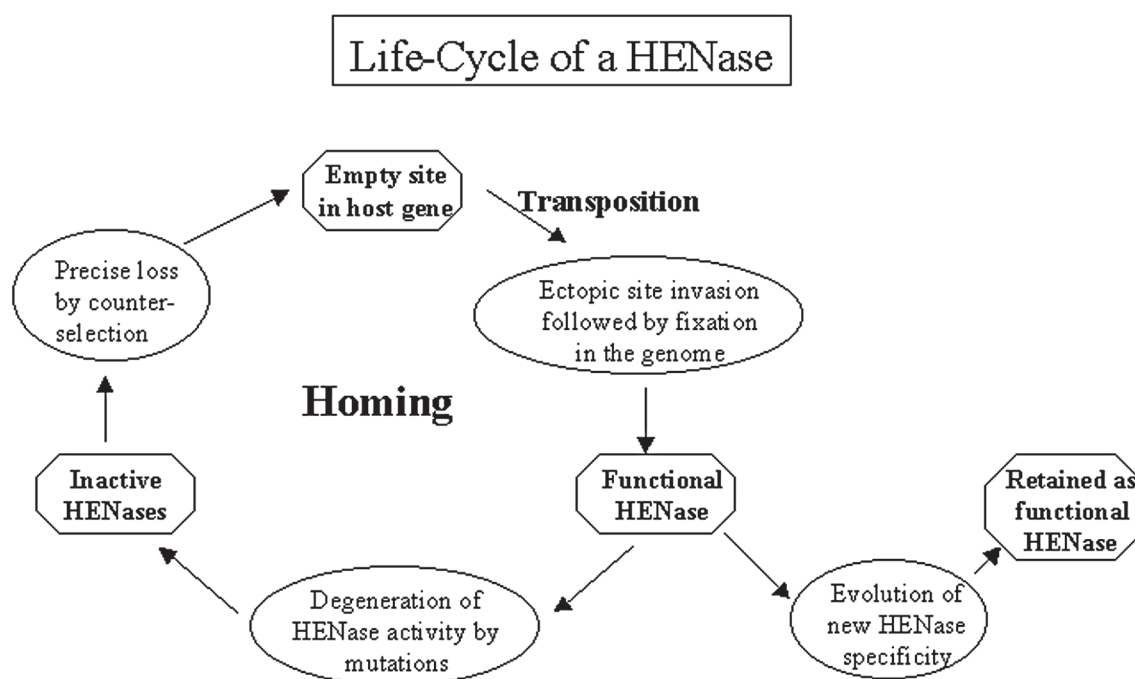 Life-Cycle of a HENase
Empty site
in host gene
Transposition
Precise loss
by counter-
selection
Ectopic site invasion
followed by fixation
in the genome
Homing
Inactive
HENases
Functional
HENase
Retained as
functional
HENase
Degeneration of
HENase activity by
mutations
Evolution of
new HENase
specificity